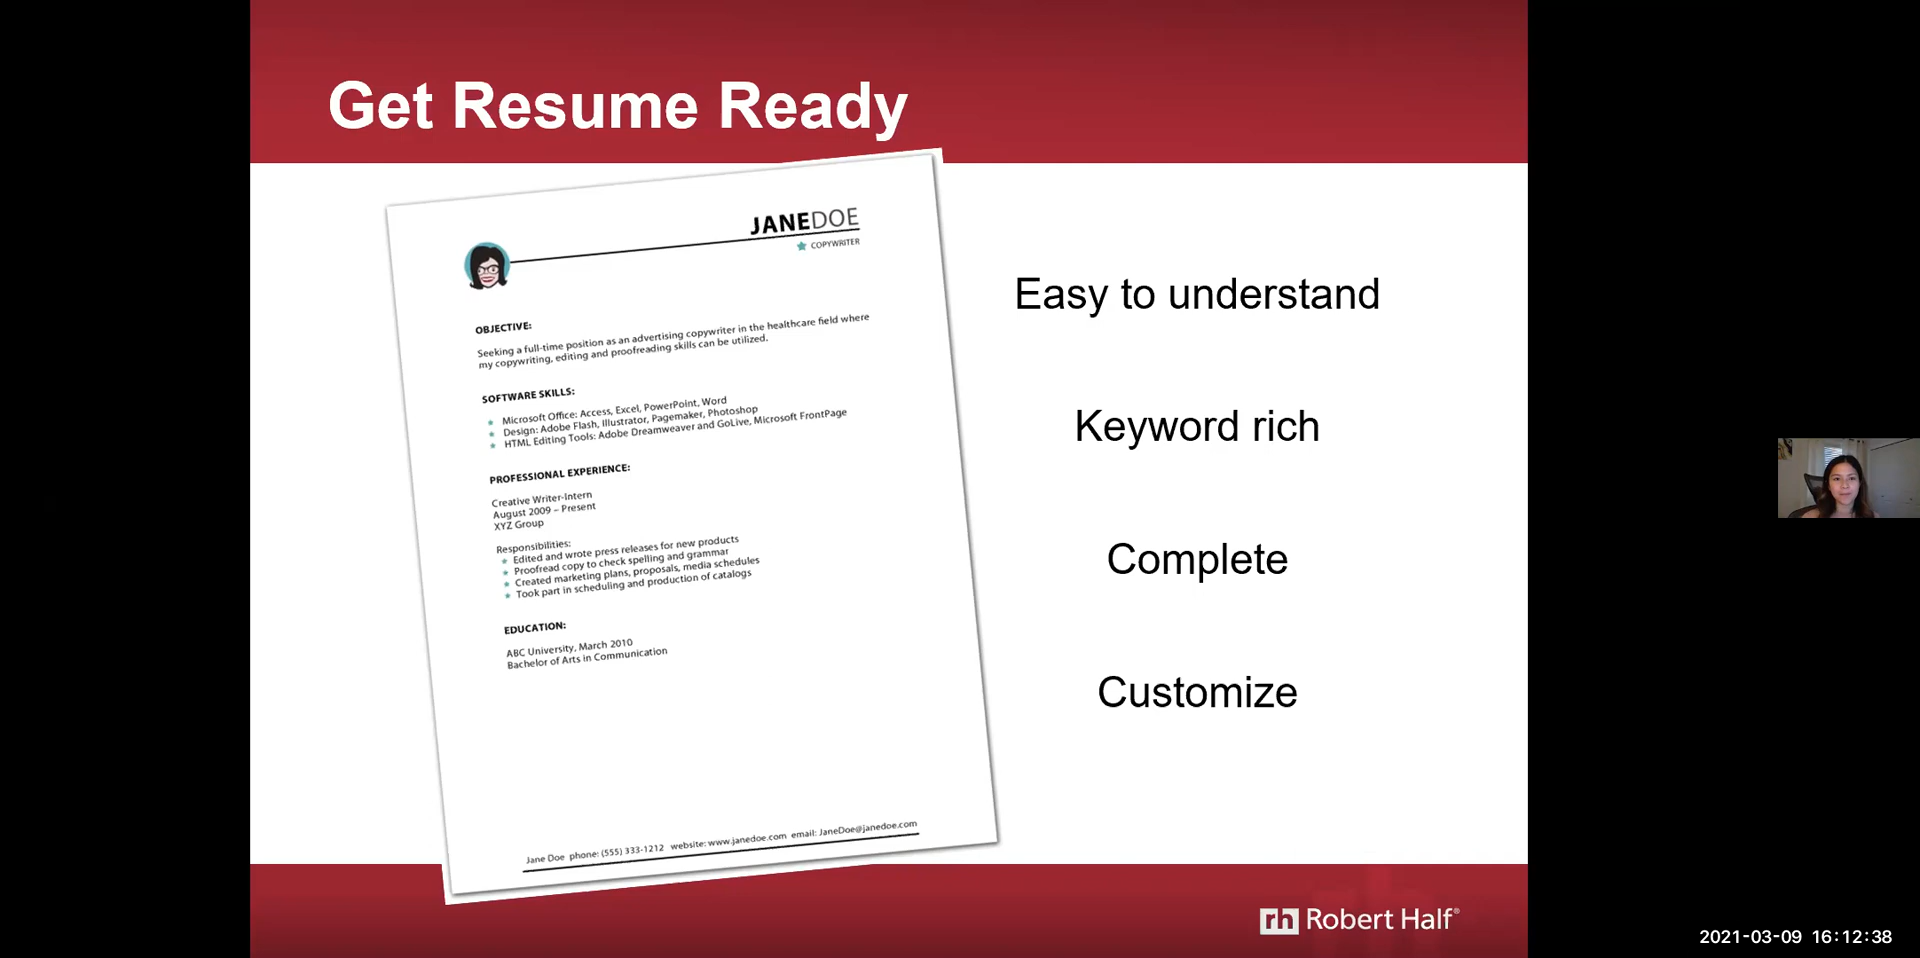 Get Resume Ready
JANEDOE
COPYWRITER
OBJECTIVE:
Seeking a full-time position as an advertising copywriter in the healthcare field where
my copywriting, editing and proofreading skills can be utilized.
SOFTWARE SKILLS:
Microsoft Office: Access, Excel, PowerPoint, Word
Design: Adobe Flash, Illustrator, Pagemaker, Photoshop
HTML Editing Tools: Adobe Dreamweaver and GoLive, Microsoft FrontPage
PROFESSIONAL EXPERIENCE:
Creative Writer-Intern
August 2009 – Present
XYZ Group
Responsibilities:
Edited and wrote press releases for new products
Proofread copy to check spelling and grammar
Created marketing plans, proposals, media schedules
Took part in scheduling and production of catalogs
EDUCATION:
ABC University, March 2010
Bachelor of Arts in Communication
Jane Doe phone: (555) 333-1212 website: www.janedoe.com email: JaneDoe@janedoe.com
Easy to understand
Keyword rich
Complete
Customize
rh Robert Half®
2021-03-09 16:12:38